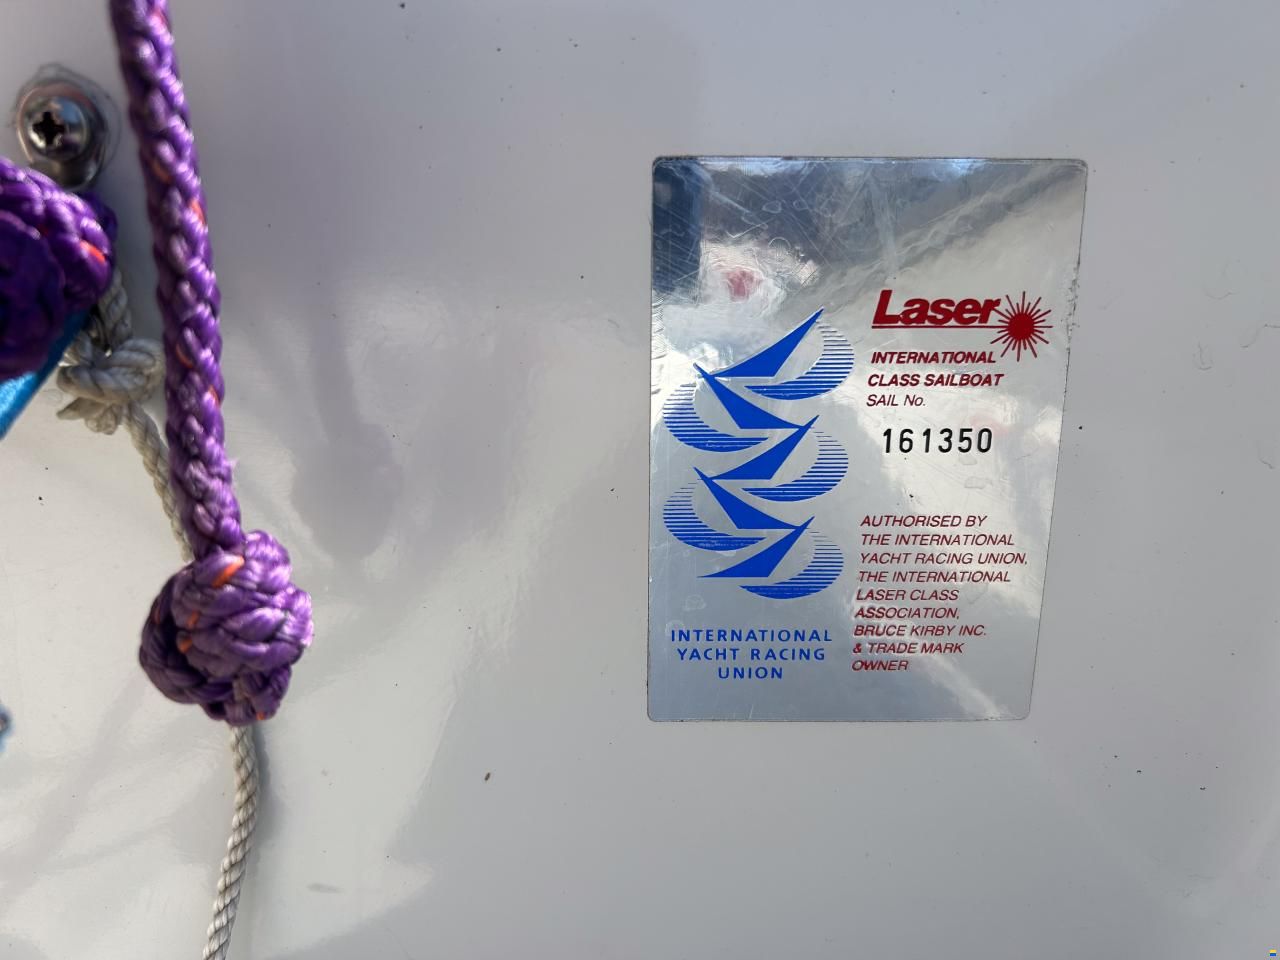 Laser
INTERNATIONAL
CLASS SAILBOAT
SAIL No.
161350
AUTHORISED BY
THE INTERNATIONAL
YACHT RACING UNION,
THE INTERNATIONAL
LASER CLASS
ASSOCIATION,
BRUCE KIRBY INC.
& TRADE MARK
OWNER
INTERNATIONAL
YACHT RACING
UNION